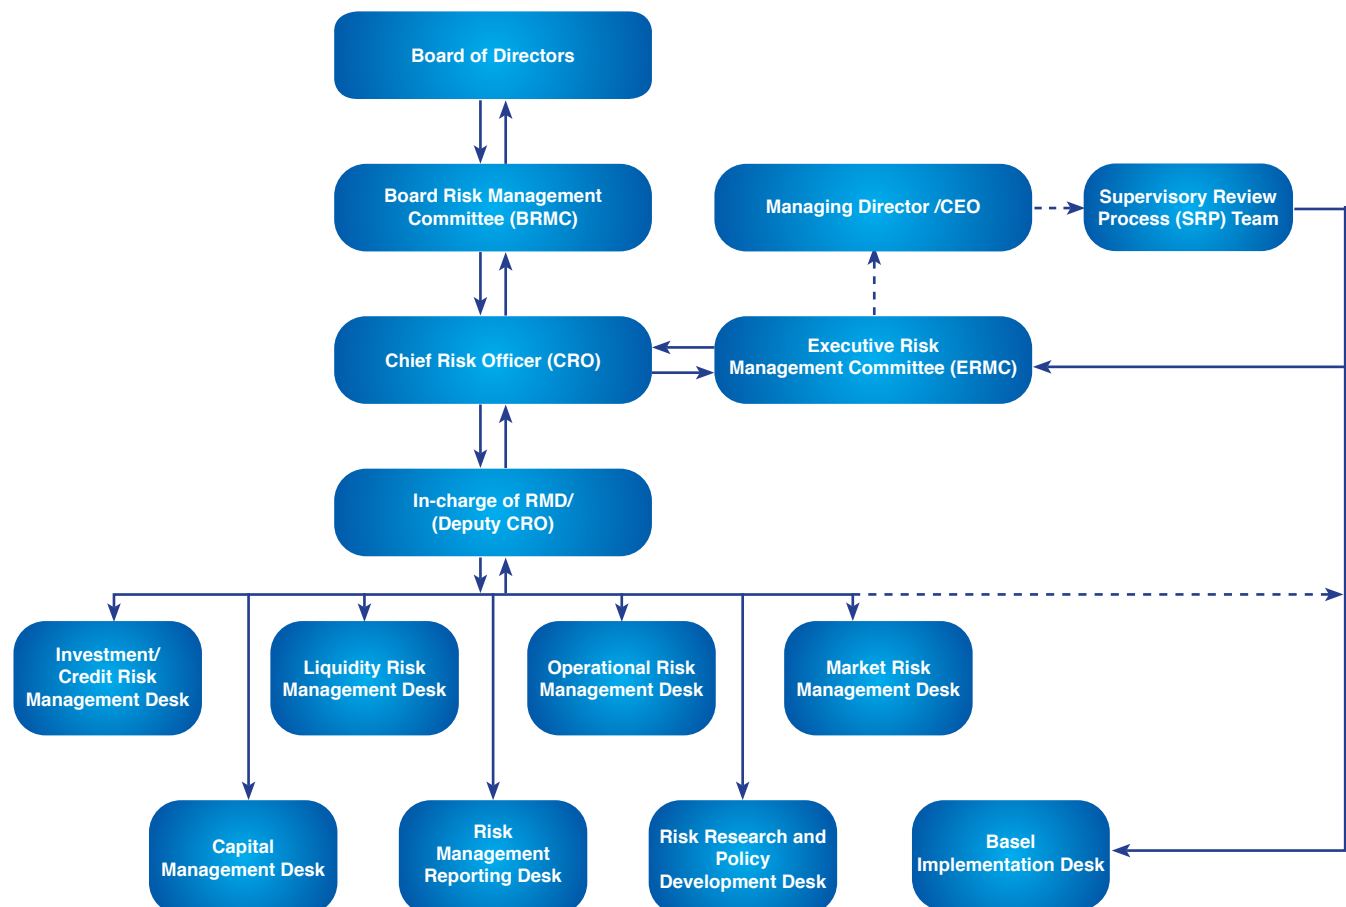 Board of Directors
Board Risk Management
Committee (BRMC)
Managing Director /CEO
Supervisory Review
Process (SRP) Team
Chief Risk Officer (CRO)
Executive Risk
Management Committee (ERMC)
In-charge of RMD/
(Deputy CRO)
Investment/
Credit Risk
Management Desk
Liquidity Risk
Management Desk
Operational Risk
Management Desk
Market Risk
Management Desk
Capital
Management Desk
Risk
Management
Reporting Desk
Risk Research and
Policy
Development Desk
Basel
Implementation Desk